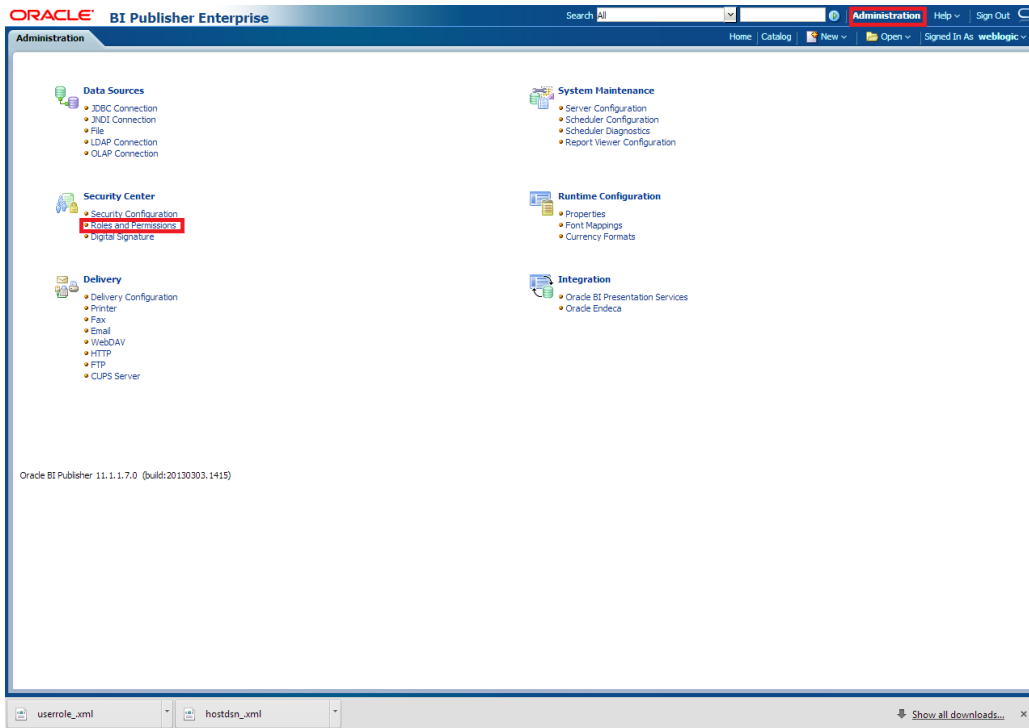 ORACLE BI Publisher Enterprise
Search All
Administration Help Sign Out
Administration
Home Catalog New Open Signed In As weblogic
Data Sources
JDBC Connection
JNDI Connection
File
LDAP Connection
OLAP Connection
System Maintenance
Server Configuration
Scheduler Configuration
Scheduler Diagnostics
Report Viewer Configuration
Security Center
Security Configuration
Roles and Permissions
Digital Signature
Runtime Configuration
Properties
Font Mappings
Currency Formats
Delivery
Delivery Configuration
Printer
Fax
Email
WebDAV
HTTP
FTP
CUPS Server
Integration
Oracle BI Presentation Services
Oracle Endeca
Oracle BI Publisher 11.1.1.7.0 (build:20130303.1415)
userrole_.xml
hostdsn_.xml
Show all downloads...